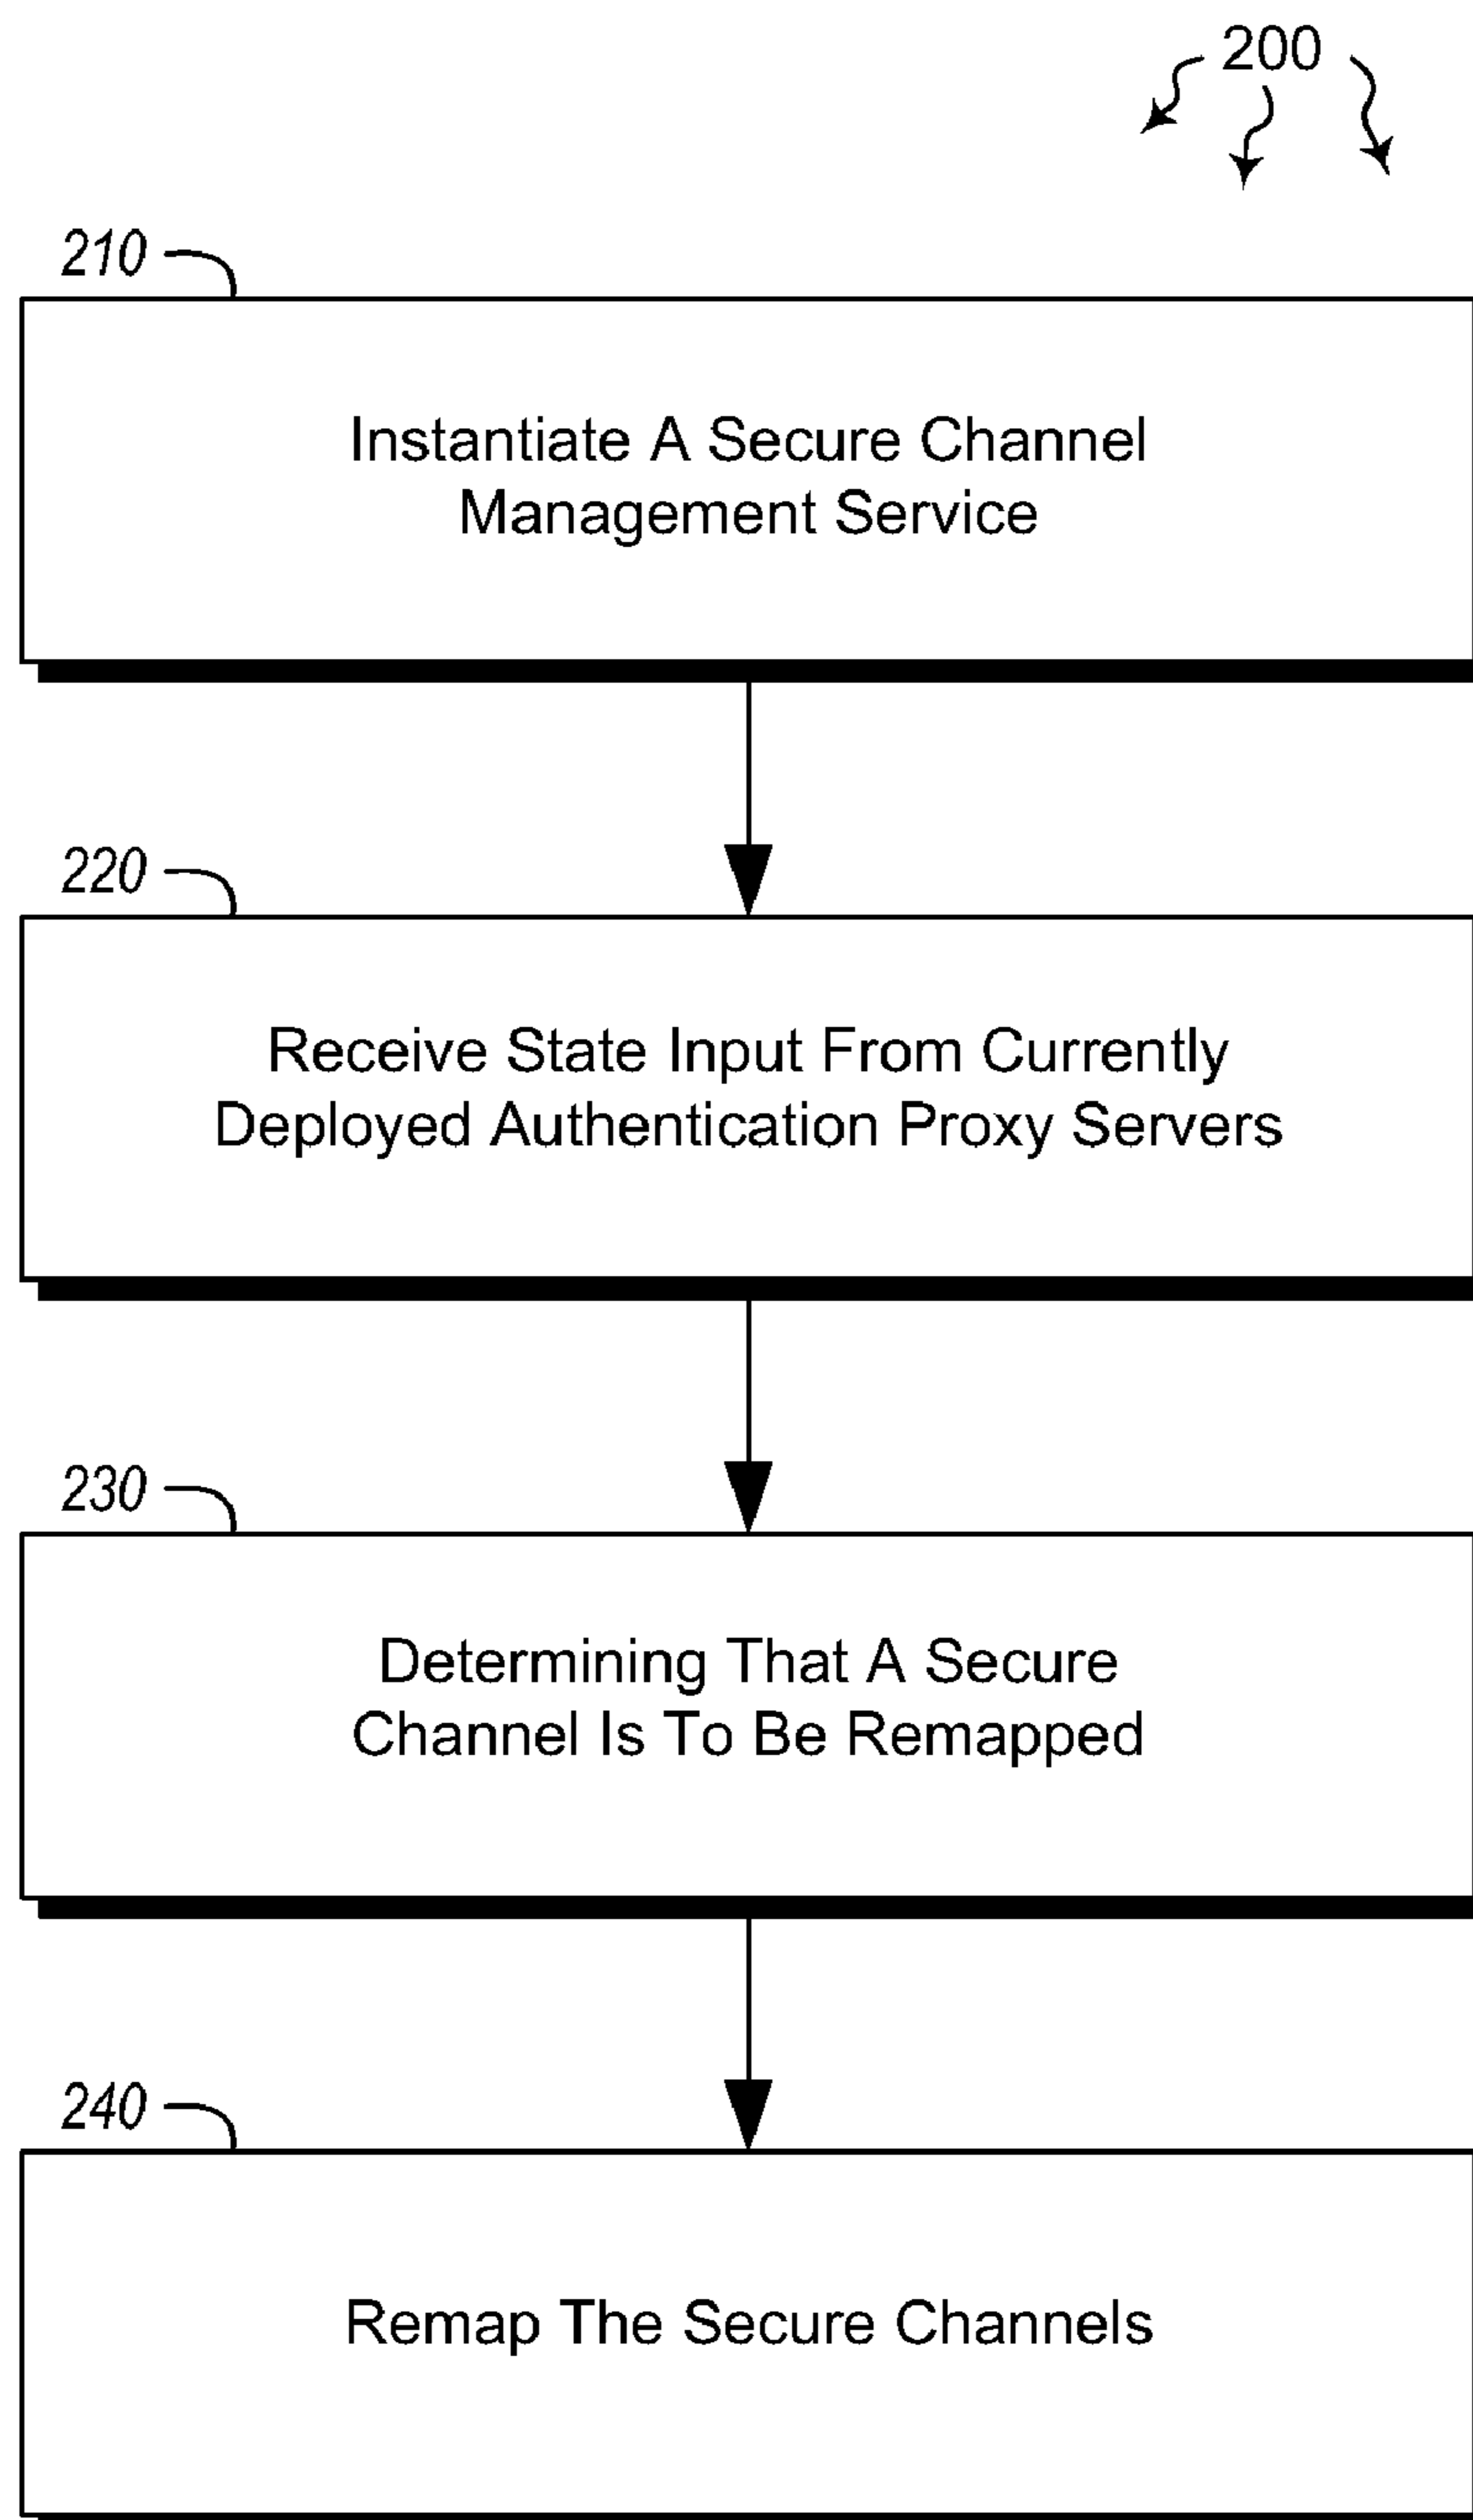 200
210
Instantiate A Secure Channel
Management Service
220
Receive State Input From Currently
Deployed Authentication Proxy Servers
230
Determining That A Secure
Channel Is To Be Remapped
240
Remap The Secure Channels